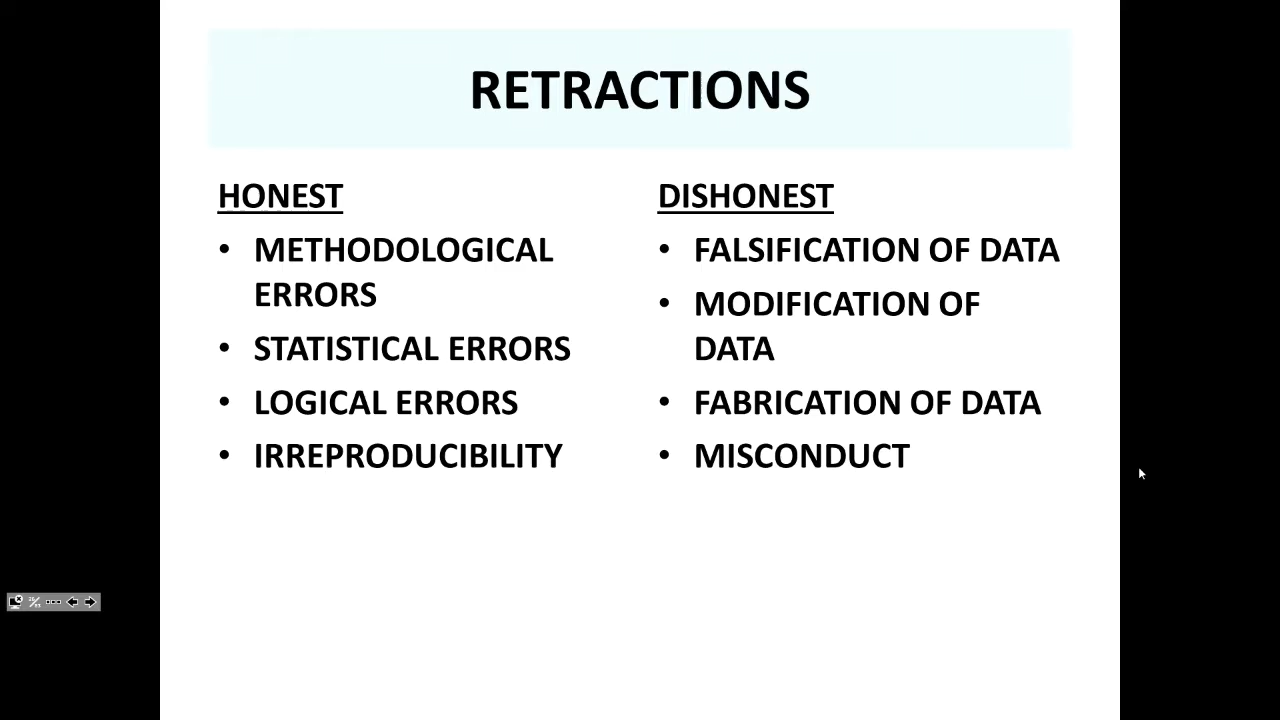 RETRACTIONS
HONEST
• METHODOLOGICAL
ERRORS
• STATISTICAL ERRORS
• LOGICAL ERRORS
• IRREPRODUCIBILITY
DISHONEST
• FALSIFICATION OF DATA
• MODIFICATION OF
DATA
• FABRICATION OF DATA
• MISCONDUCT